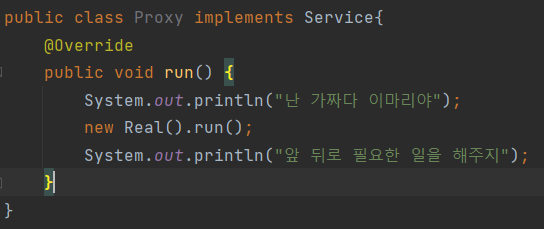 public class Proxy implements Service{
@Override
public void run() {
System.out.println("난 가짜다 이마리야");
new Real().run();
System.out.println("앞 뒤로 필요한 일을 해주지");
}
}